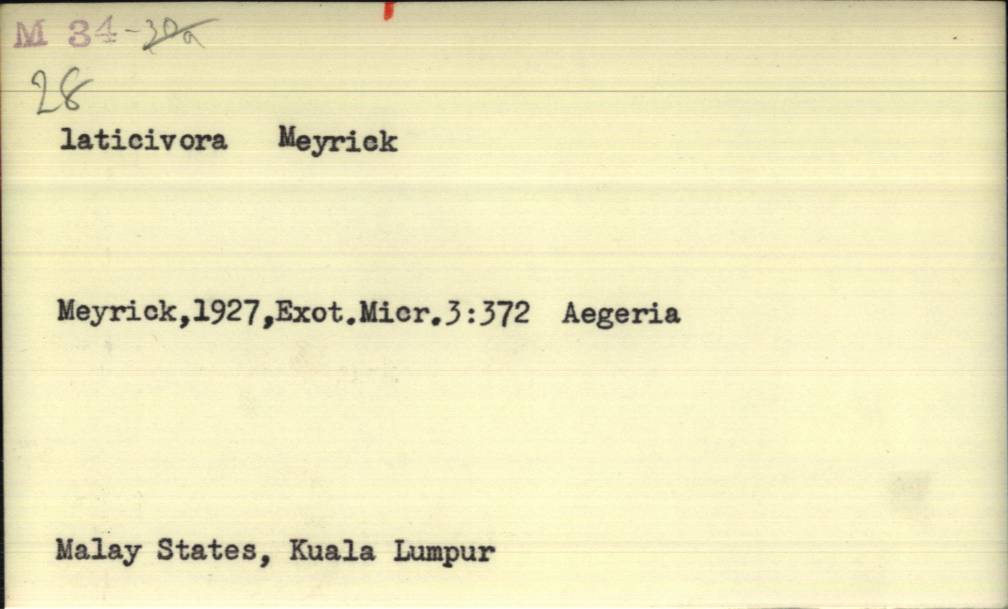 M 34-30a
28
laticivora Meyrick
Meyrick,1927,Exot.Micr.3:372 Aegeria
Malay States, Kuala Lumpur